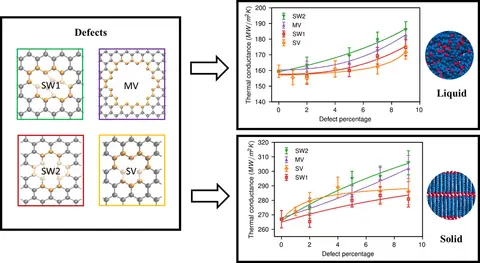 Defects
SW1
MV
SW2
SV
Thermal conductance (MW/m²K)
200
190
180
170
160
150
140
SW2
MV
SW1
SV
0 2 4 6 8 10
Defect percentage
Liquid
Thermal conductance (MW/m²K)
320
310
300
290
280
270
260
SW2
MV
SV
SW1
0 2 4 6 8 10
Defect percentage
Solid